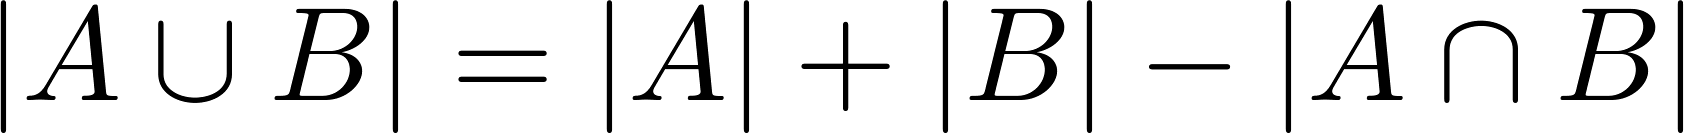 |A ∪ B| = |A| + |B| − |A ∩ B|